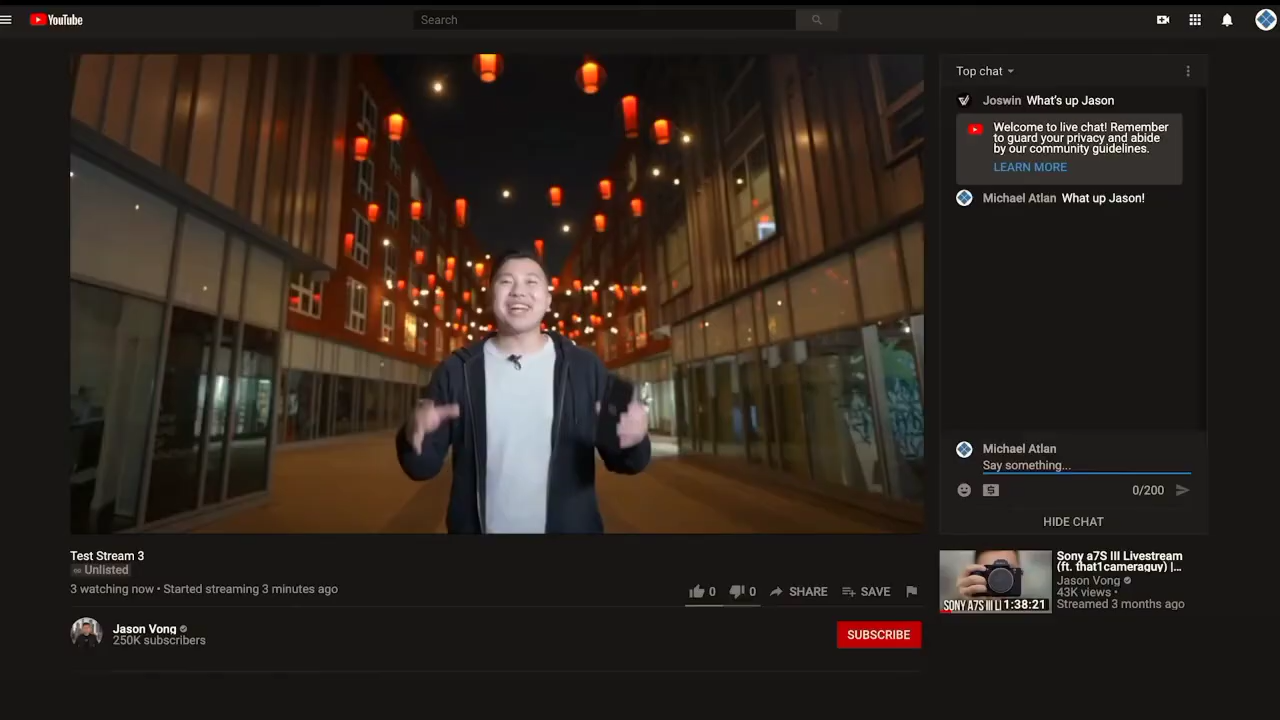 YouTube
Search
Top chat
Joswin What's up Jason
Welcome to live chat! Remember
to guard your privacy and abide
by our community guidelines.
LEARN MORE
Michael Atlan What up Jason!
Michael Atlan
Say something...
0/200
HIDE CHAT
Test Stream 3
Unlisted
3 watching now • Started streaming 3 minutes ago
0
0
SHARE
SAVE
Jason Vong
250K subscribers
SUBSCRIBE
SONY A7S III LI
1:38:21
Sony a7S III Livestream
(ft. that1cameraguy) |...
Jason Vong
43K views •
Streamed 3 months ago